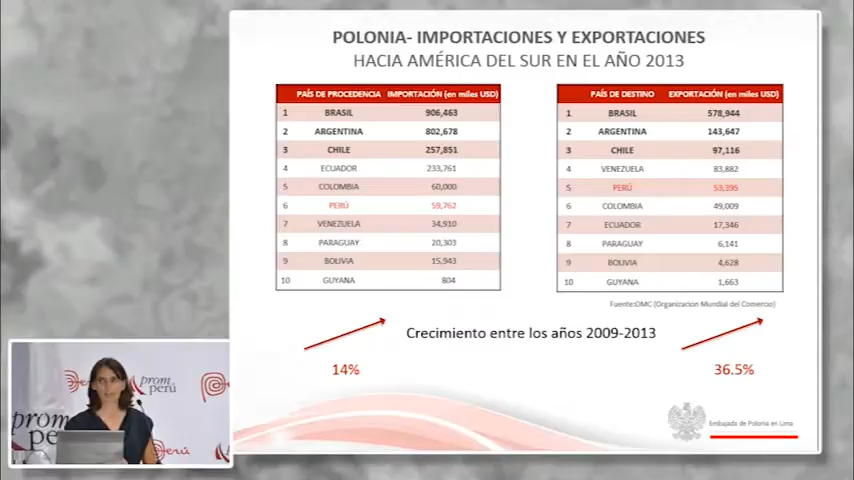 POLONIA- IMPORTACIONES Y EXPORTACIONES
HACIA AMÉRICA DEL SUR EN EL AÑO 2013
PAÍS DE PROCEDENCIA IMPORTACIÓN (en miles USD)
1 BRASIL 906,463
2 ARGENTINA 802,678
3 CHILE 257,851
4 ECUADOR 233,761
5 COLOMBIA 60,000
6 PERÚ 59,762
7 VENEZUELA 34,910
8 PARAGUAY 20,303
9 BOLIVIA 15,943
10 GUYANA 804
PAÍS DE DESTINO EXPORTACIÓN (en miles USD)
1 BRASIL 578,944
2 ARGENTINA 143,647
3 CHILE 97,116
4 VENEZUELA 83,882
5 PERÚ 53,395
6 COLOMBIA 49,009
7 ECUADOR 17,346
8 PARAGUAY 6,141
9 BOLIVIA 4,628
10 GUYANA 1,663
Fuente:OMC (Organización Mundial del Comercio)
Crecimiento entre los años 2009-2013
14%
36.5%
Embajada de Polonia en Lima
prom
perú
prom
pe
erú